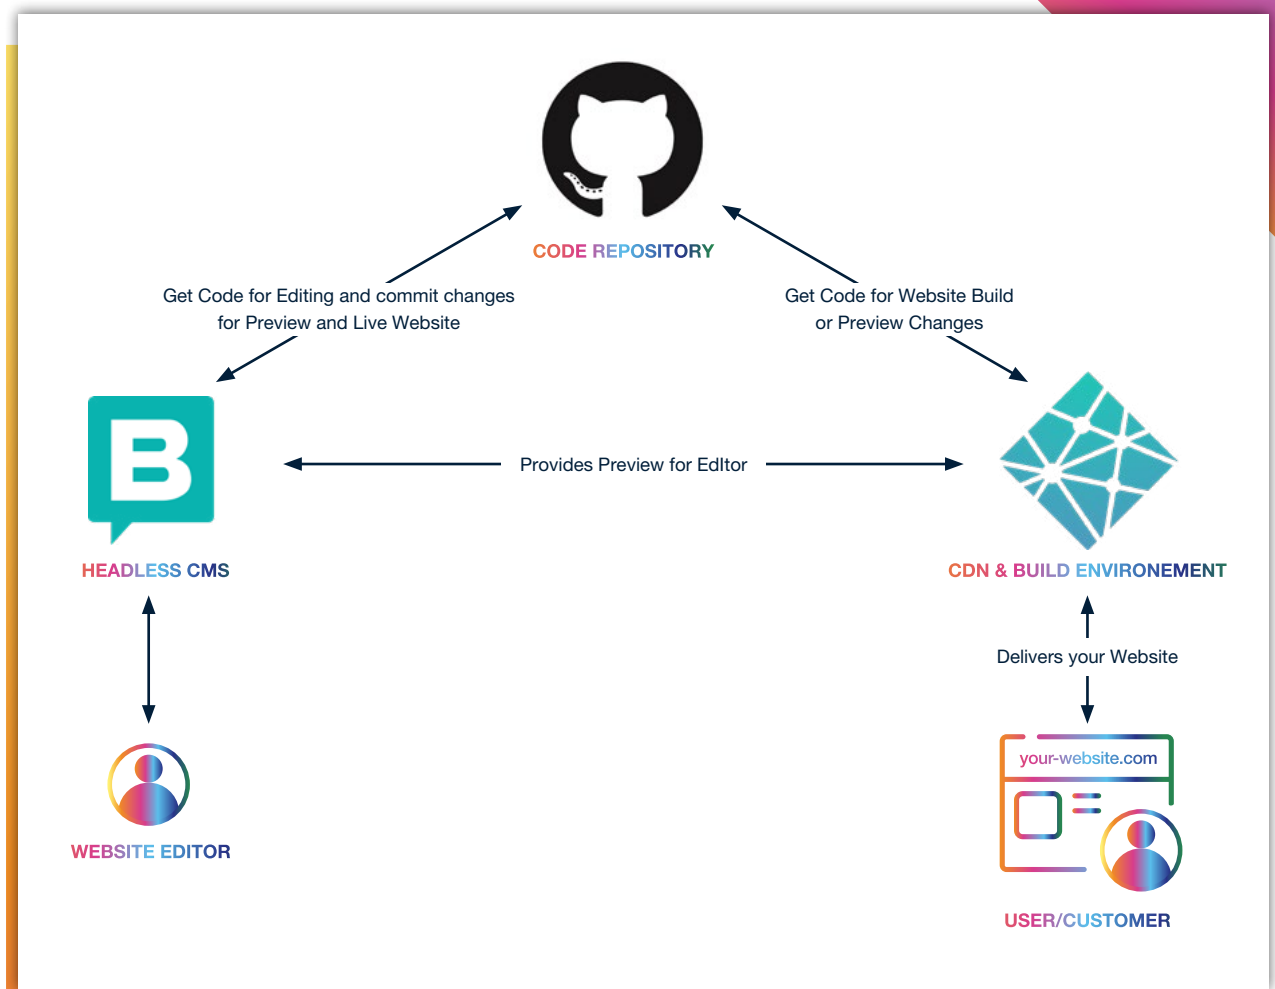 CODE REPOSITORY
Get Code for Editing and commit changes
for Preview and Live Website
Get Code for Website Build
or Preview Changes
B
Provides Preview for EdItor
HEADLESS CMS
CDN & BUILD ENVIRONEMENT
Delivers your Website
your-website.com
WEBSITE EDITOR
USER/CUSTOMER